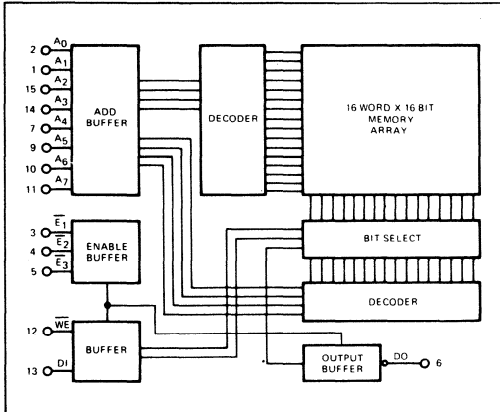 2 A0
1 A1
15 A2
14 A3
7 A4
9 A5
10 A6
11 A7
ADD
BUFFER
DECODER
16 WORD X 16 BIT
MEMORY
ARRAY
3 E1
4 E2
5 E3
ENABLE
BUFFER
BIT SELECT
DECODER
12 WE
13 DI
BUFFER
OUTPUT
BUFFER
DO 6